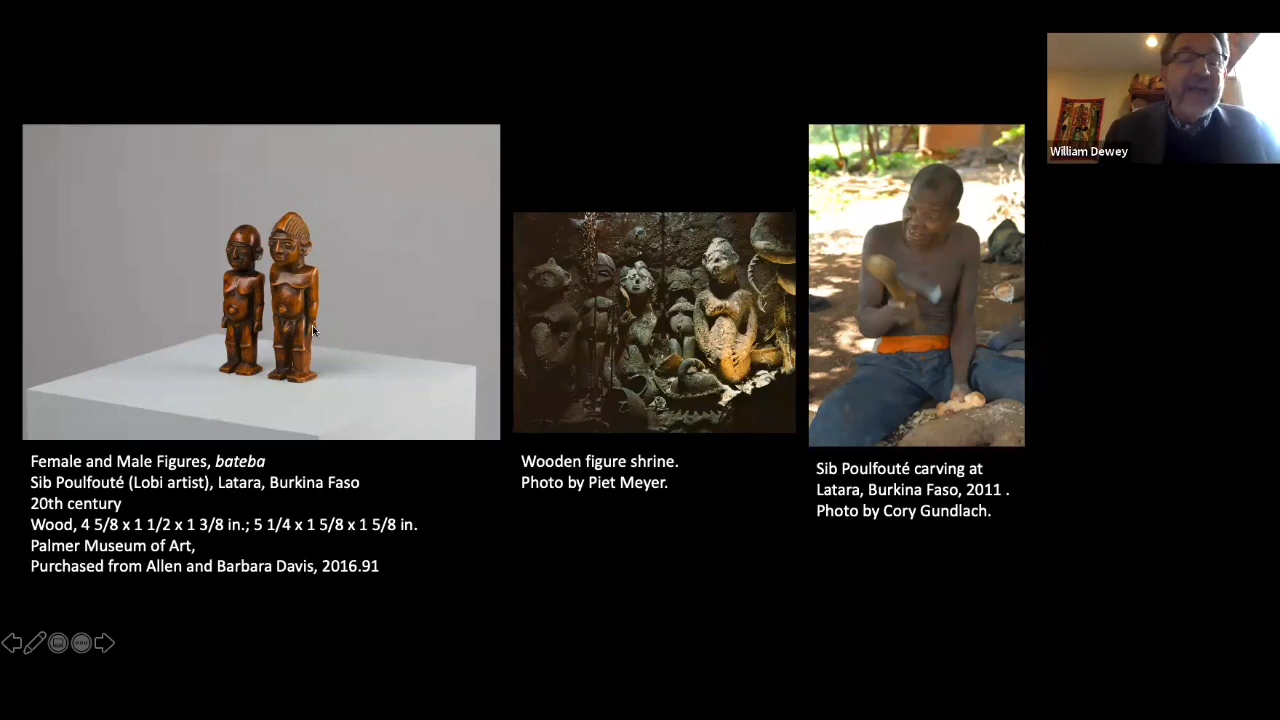 William Dewey
Female and Male Figures, bateba
Sib Poulfouté (Lobi artist), Latara, Burkina Faso
20th century
Wood, 4 5/8 x 1 1/2 x 1 3/8 in.; 5 1/4 x 1 5/8 x 1 5/8 in.
Palmer Museum of Art,
Purchased from Allen and Barbara Davis, 2016.91
Wooden figure shrine.
Photo by Piet Meyer.
Sib Poulfouté carving at
Latara, Burkina Faso, 2011 .
Photo by Cory Gundlach.